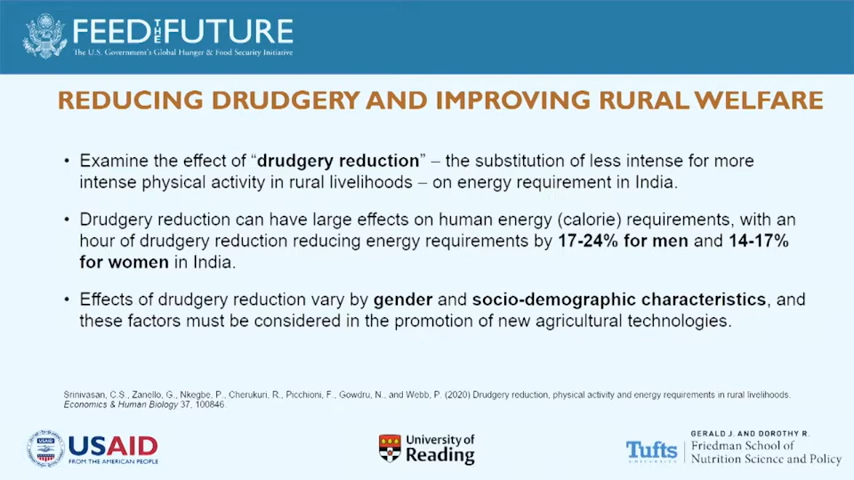 FEED THE FUTURE
The U.S. Government's Global Hunger & Food Security Initiative
REDUCING DRUDGERY AND IMPROVING RURAL WELFARE
• Examine the effect of “drudgery reduction” – the substitution of less intense for more
intense physical activity in rural livelihoods – on energy requirement in India.
• Drudgery reduction can have large effects on human energy (calorie) requirements, with an
hour of drudgery reduction reducing energy requirements by 17-24% for men and 14-17%
for women in India.
• Effects of drudgery reduction vary by gender and socio-demographic characteristics, and
these factors must be considered in the promotion of new agricultural technologies.
Srinivasan, C.S., Zanello, G., Nkegbe, P., Cherukuri, R., Picchioni, F., Gowdru, N., and Webb, P. (2020) Drudgery reduction, physical activity and energy requirements in rural livelihoods.
Economics & Human Biology 37, 100846.
USAID
FROM THE AMERICAN PEOPLE
University of
Reading
Tufts
UNIVERSITY
GERALD J. AND DOROTHY R.
Friedman School of
Nutrition Science and Policy